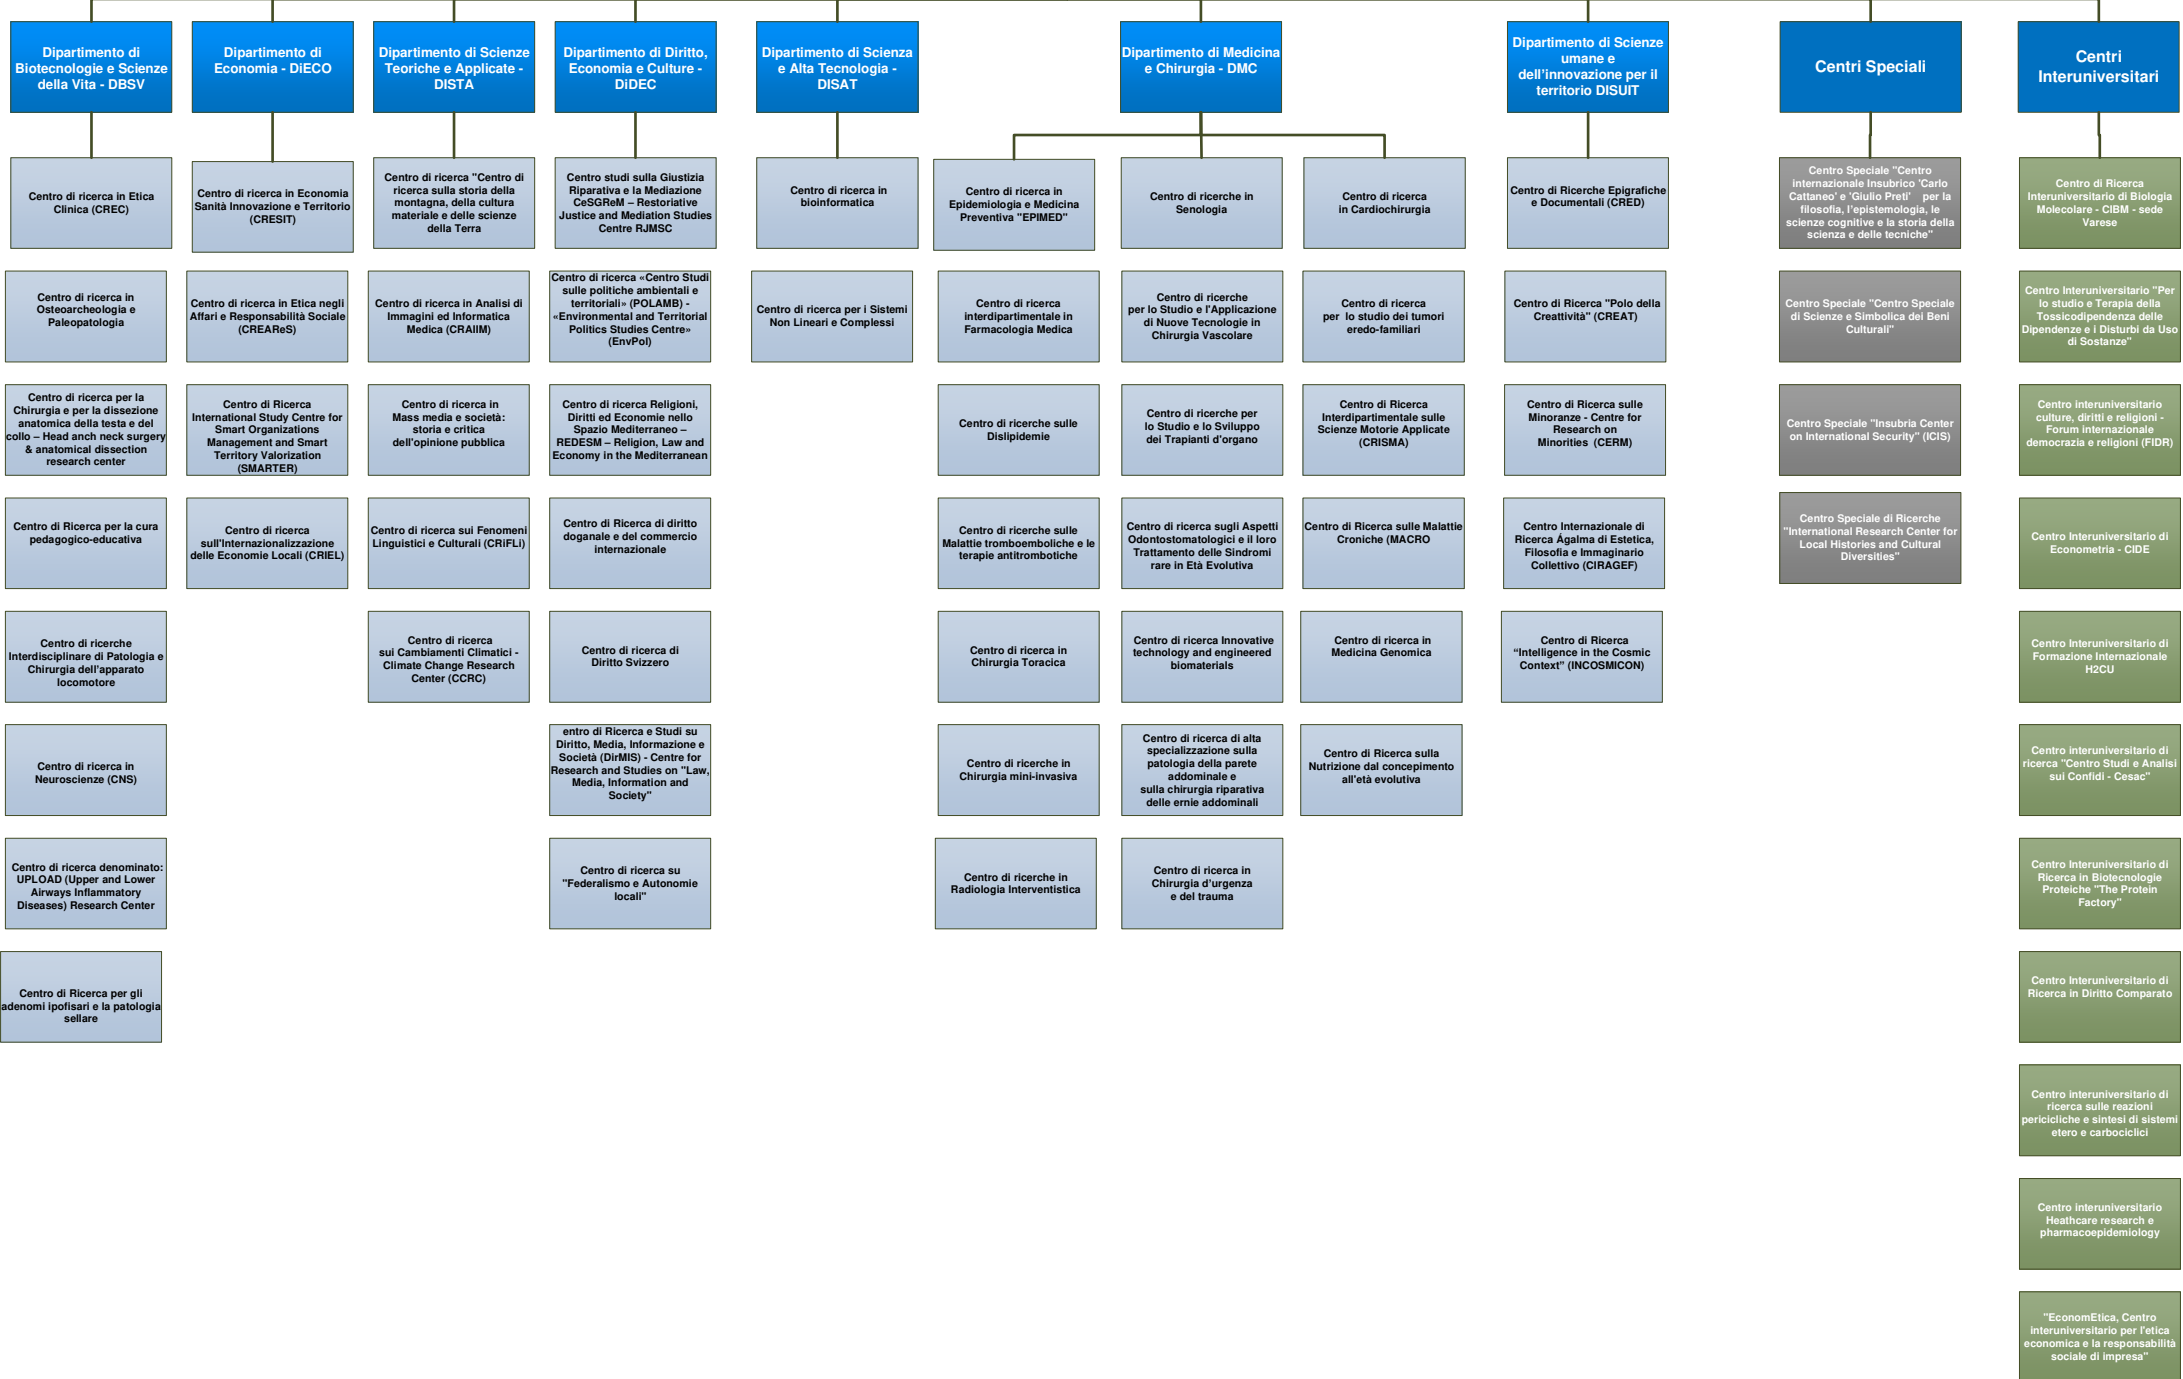 Dipartimento di
Biotecnologie e Scienze
della Vita - DBSV
Dipartimento di
Economia - DiECO
Dipartimento di Scienze
Teoriche e Applicate -
DISTA
Dipartimento di Diritto,
Economia e Culture -
DiDEC
Dipartimento di Scienza
e Alta Tecnologia -
DISAT
Dipartimento di Medicina
e Chirurgia - DMC
Dipartimento di Scienze
umane e
dell'innovazione per il
territorio DISUIT
Centri Speciali
Centri
Interuniversitari
Centro di ricerca in Etica
Clinica (CREC)
Centro di ricerca in
Osteoarcheologia e
Paleopatologia
Centro di ricerca per la
Chirurgia e per la dissezione
anatomica della testa e del
collo – Head anch neck surgery
& anatomical dissection
research center
Centro di Ricerca per la cura
pedagogico-educativa
Centro di ricerche
Interdisciplinare di Patologia e
Chirurgia dell'apparato
locomotore
Centro di ricerca in
Neuroscienze (CNS)
Centro di ricerca denominato:
UPLOAD (Upper and Lower
Airways Inflammatory
Diseases) Research Center
Centro di Ricerca per gli
adenomi ipofisari e la patologia
sellare
Centro di ricerca in Economia
Sanità Innovazione e Territorio
(CRESIT)
Centro di ricerca in Etica negli
Affari e Responsabilità Sociale
(CREAReS)
Centro di Ricerca
International Study Centre for
Smart Organizations
Management and Smart
Territory Valorization
(SMARTER)
Centro di ricerca
sull'Internazionalizzazione
delle Economie Locali (CRIEL)
Centro di ricerca "Centro di
ricerca sulla storia della
montagna, della cultura
materiale e delle scienze
della Terra
Centro di ricerca in Analisi di
Immagini ed Informatica
Medica (CRAIIM)
Centro di ricerca in
Mass media e società:
storia e critica
dell'opinione pubblica
Centro di ricerca sui Fenomeni
Linguistici e Culturali (CRiFLi)
Centro di ricerca
sui Cambiamenti Climatici -
Climate Change Research
Center (CCRC)
Centro studi sulla Giustizia
Riparativa e la Mediazione
CeSGReM – Restorative
Justice and Mediation Studies
Centre RJMSC
Centro di ricerca «Centro Studi
sulle politiche ambientali e
territoriali» (POLAMB) -
«Environmental and Territorial
Politics Studies Centre»
(EnvPol)
Centro di ricerca Religioni,
Diritti ed Economie nello
Spazio Mediterraneo –
REDESM – Religion, Law and
Economy in the Mediterranean
Centro di Ricerca di diritto
doganale e del commercio
internazionale
Centro di ricerca di
Diritto Svizzero
entro di Ricerca e Studi su
Diritto, Media, Informazione e
Società (DirMIS) - Centre for
Research and Studies on "Law,
Media, Information and
Society"
Centro di ricerca su
"Federalismo e Autonomie
locali"
Centro di ricerca in
bioinformatica
Centro di ricerca per i Sistemi
Non Lineari e Complessi
Centro di ricerca in
Epidemiologia e Medicina
Preventiva "EPIMED"
Centro di ricerca
interdipartimentale in
Farmacologia Medica
Centro di ricerche sulle
Dislipidemie
Centro di ricerche sulle
Malattie tromboemboliche e le
terapie antitrombotiche
Centro di ricerca in
Chirurgia Toracica
Centro di ricerche in
Chirurgia mini-invasiva
Centro di ricerche in
Radiologia Interventistica
Centro di ricerche in
Senologia
Centro di ricerche
per lo Studio e l'Applicazione
di Nuove Tecnologie in
Chirurgia Vascolare
Centro di ricerche per
lo Studio e lo Sviluppo
dei Trapianti d'organo
Centro di ricerca sugli Aspetti
Odontostomatologici e il loro
Trattamento delle Sindromi
rare in Età Evolutiva
Centro di ricerca Innovative
technology and engineered
biomaterials
Centro di ricerca di alta
specializzazione sulla
patologia della parete
addominale e
sulla chirurgia riparativa
delle ernie addominali
Centro di ricerca in
Chirurgia d'urgenza
e del trauma
Centro di ricerca
in Cardiochirurgia
Centro di ricerca
per lo studio dei tumori
eredo-familiari
Centro di Ricerca
Interdipartimentale sulle
Scienze Motorie Applicate
(CRISMA)
Centro di Ricerca sulle Malattie
Croniche (MACRO
Centro di ricerca in
Medicina Genomica
Centro di Ricerca sulla
Nutrizione dal concepimento
all'età evolutiva
Centro di Ricerche Epigrafiche
e Documentali (CRED)
Centro di Ricerca "Polo della
Creattività" (CREAT)
Centro di Ricerca sulle
Minoranze - Centre for
Research on
Minorities (CERM)
Centro Internazionale di
Ricerca Ágalma di Estetica,
Filosofia e Immaginario
Collettivo (CIRAGEF)
Centro di Ricerca
“Intelligence in the Cosmic
Context” (INCOSMICON)
Centro Speciale "Centro
internazionale Insubrico 'Carlo
Cattaneo' e 'Giulio Preti' per la
filosofia, l'epistemologia, le
scienze cognitive e la storia della
scienza e delle tecniche"
Centro Speciale "Centro Speciale
di Scienze e Simbolica dei Beni
Culturali"
Centro Speciale "Insubria Center
on International Security" (ICIS)
Centro Speciale di Ricerche
"International Research Center for
Local Histories and Cultural
Diversities"
Centro di Ricerca
Interuniversitario di Biologia
Molecolare - CIBM - sede
Varese
Centro Interuniversitario "Per
lo studio e Terapia della
Tossicodipendenza delle
Dipendenze e i Disturbi da Uso
di Sostanze"
Centro interuniversitario
culture, diritti e religioni -
Forum internazionale
democrazia e religioni (FIDR)
Centro Interuniversitario di
Econometria - CIDE
Centro Interuniversitario di
Formazione Internazionale
H2CU
Centro interuniversitario di
ricerca "Centro Studi e Analisi
sui Confidi - Cesac"
Centro Interuniversitario di
Ricerca in Biotecnologie
Proteiche "The Protein
Factory"
Centro Interuniversitario di
Ricerca in Diritto Comparato
Centro interuniversitario di
ricerca sulle reazioni
pericicliche e sintesi di sistemi
etero e carbociclici
Centro interuniversitario
Heathcare research e
pharmacoepidemiology
"EconomEtica, Centro
interuniversitario per l'etica
economica e la responsabilità
sociale di impresa"